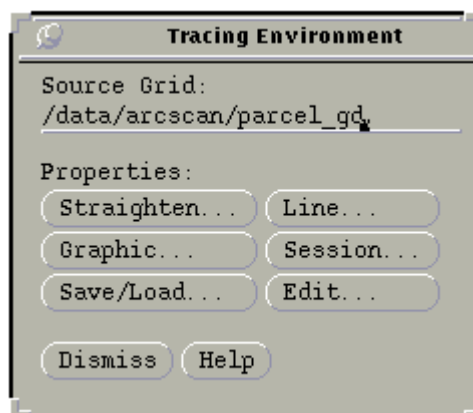 Tracing Environment
Source Grid:
/data/arcscan/parcel_gd
Properties:
Straighten... Line...
Graphic... Session...
Save/Load... Edit...
Dismiss Help